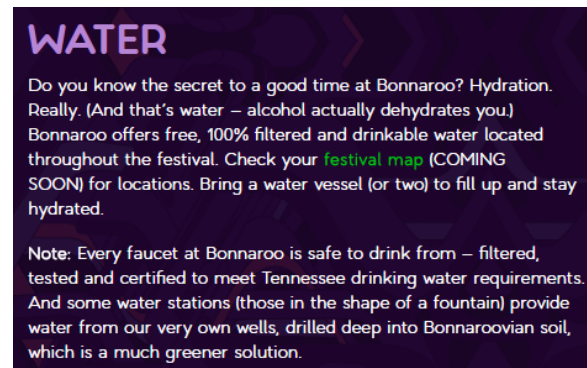 WATER
Do you know the secret to a good time at Bonnaroo? Hydration.
Really. (And that's water – alcohol actually dehydrates you.)
Bonnaroo offers free, 100% filtered and drinkable water located
throughout the festival. Check your festival map (COMING
SOON) for locations. Bring a water vessel (or two) to fill up and stay
hydrated.
Note: Every faucet at Bonnaroo is safe to drink from – filtered,
tested and certified to meet Tennessee drinking water requirements.
And some water stations (those in the shape of a fountain) provide
water from our very own wells, drilled deep into Bonnaroovian soil,
which is a much greener solution.